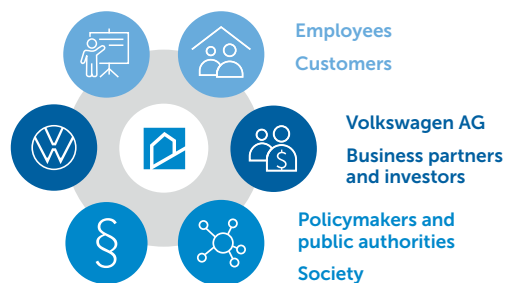 Employees
Customers
Volkswagen AG
Business partners
and investors
Policymakers and
public authorities
Society
§
$